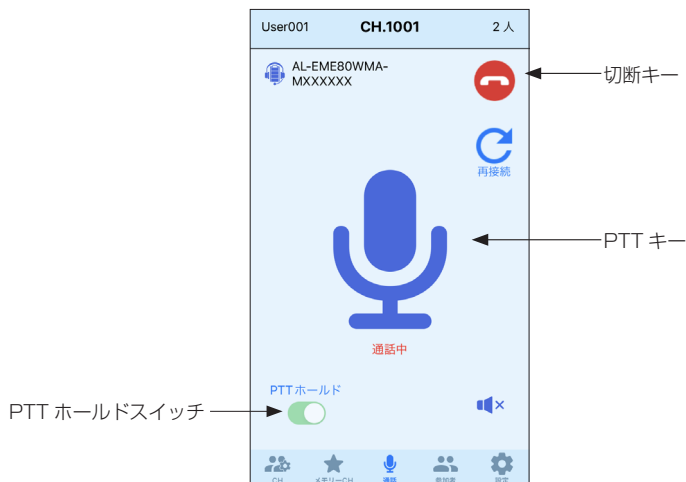 User001 CH.1001 2 人
AL-EME80WMA-
MXXXXXX
切断キー
再接続
PTT キー
通話中
PTTホールド
PTT ホールドスイッチ
CH メモリーCH 通話 参加者 設定